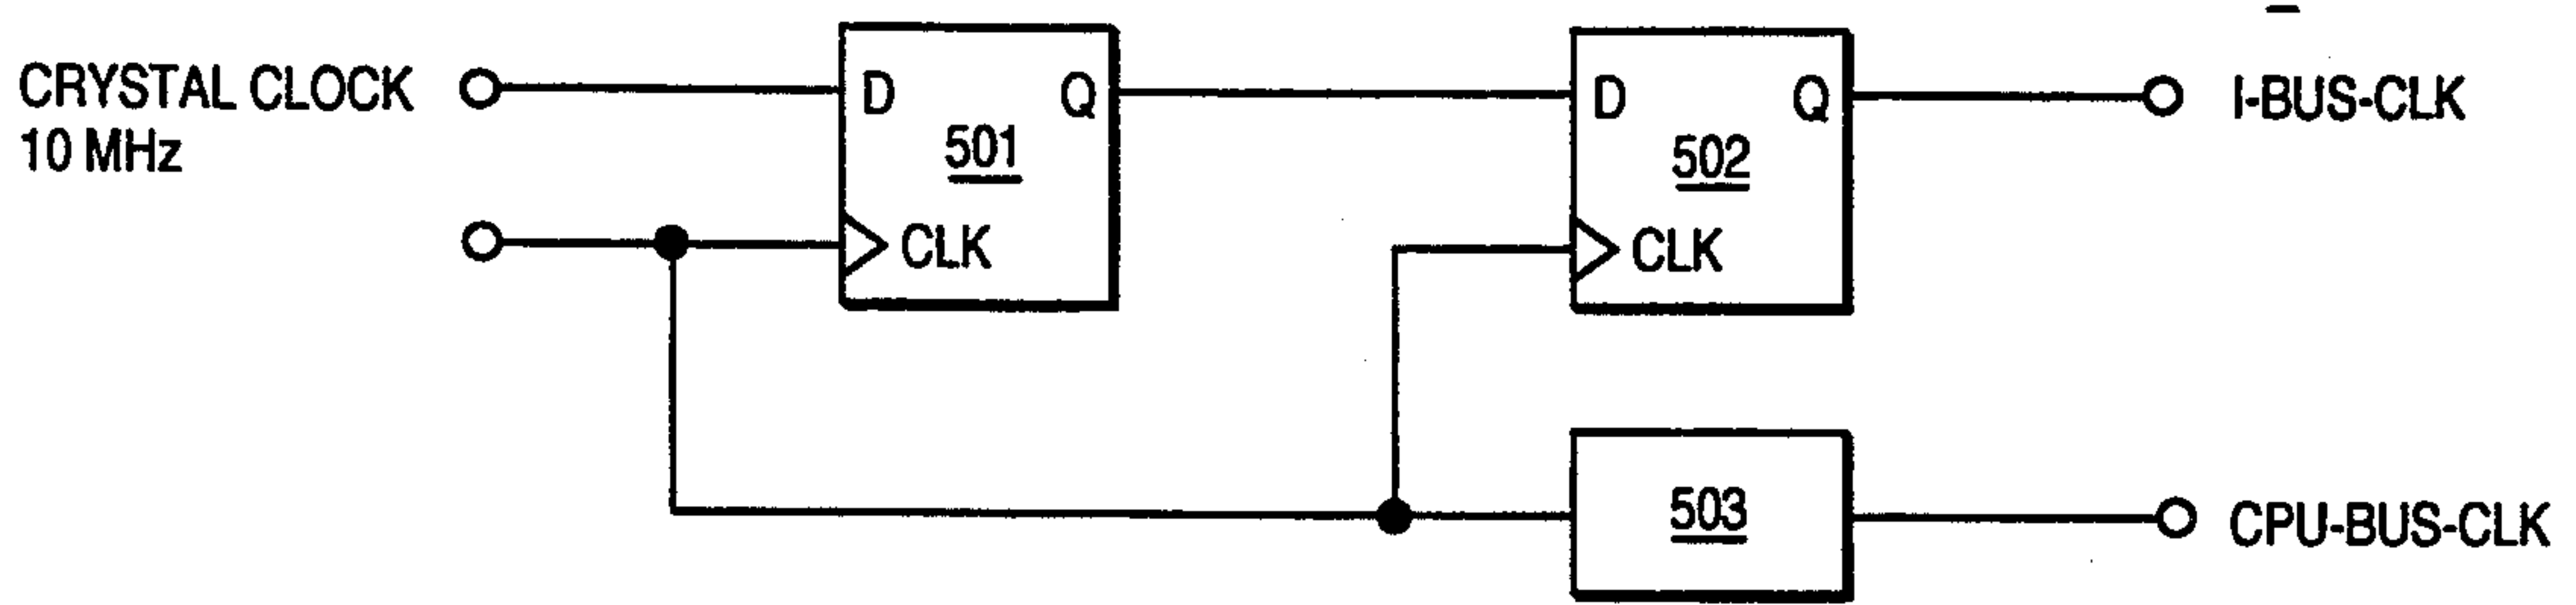 CRYSTAL CLOCK
10 MHz
D
Q
501
CLK
D
Q
502
CLK
I-BUS-CLK
503
CPU-BUS-CLK